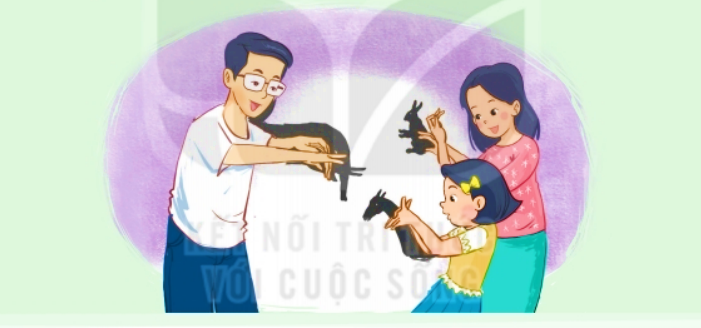 KẾT NỐI TRI THỨC
VỚI CUỘC SỐNG